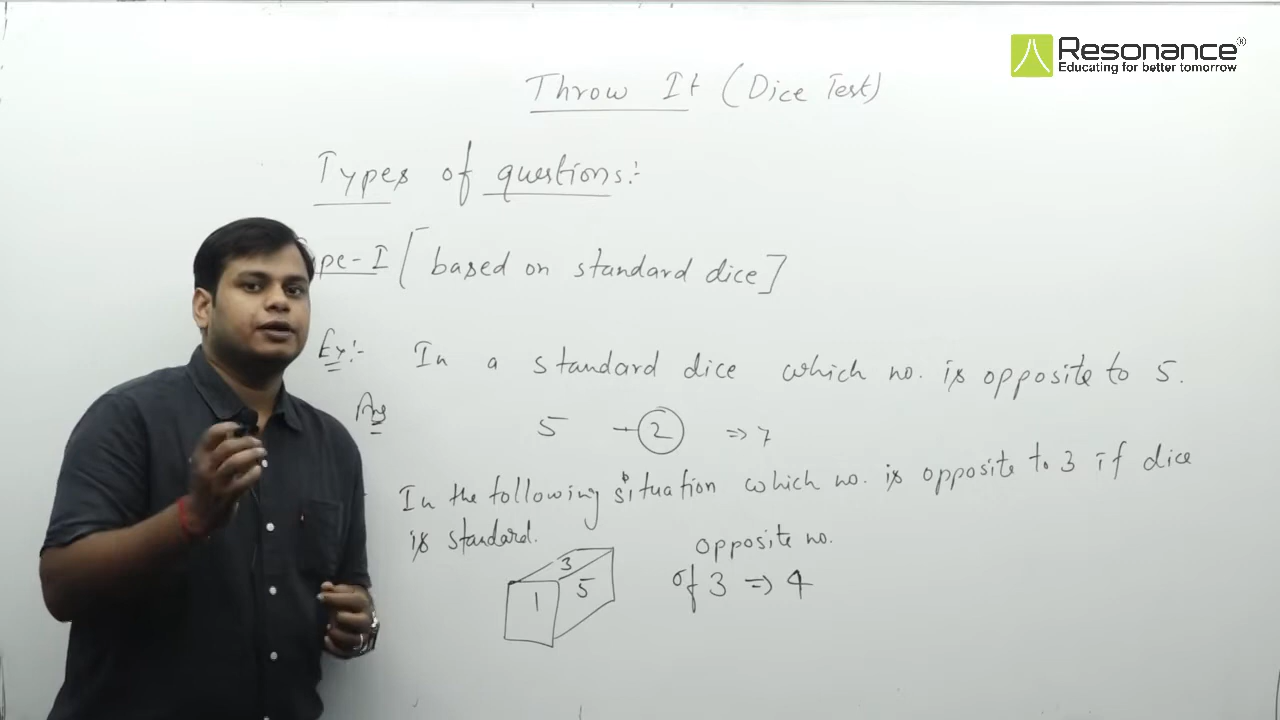 Resonance®
Educating for better tomorrow
Throw It (Dice Test)
Types of questions:-
ype-I [based on standard dice]
Ex:- In a standard dice which no. is opposite to 5.
Ans 5 - 2 => 7
In the following situation which no. is opposite to 3 if dice
is standard.
opposite no.
of 3 => 4
3
1 5